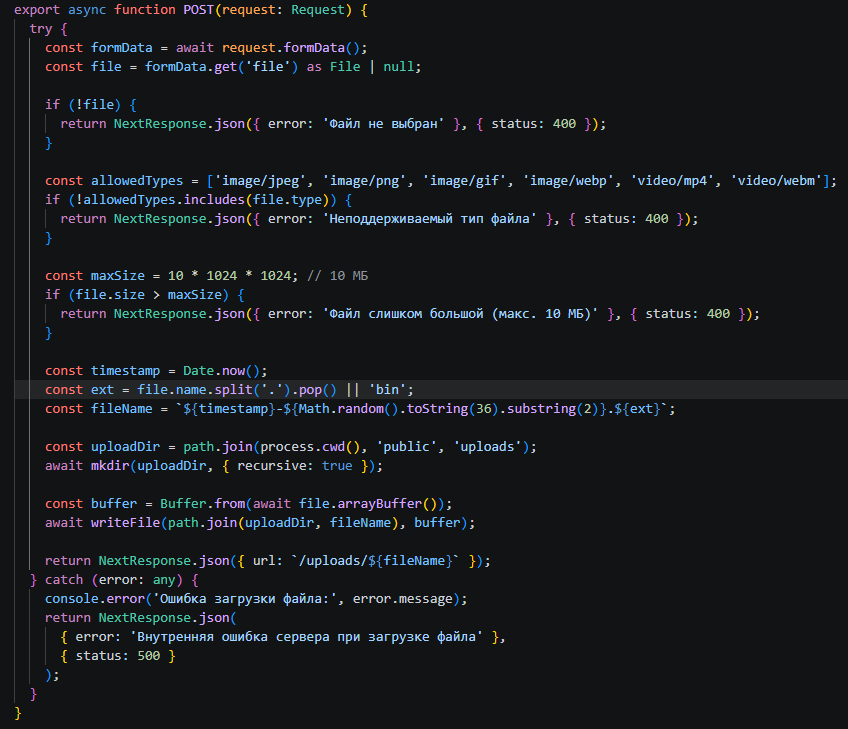 export async function POST(request: Request) {
try {
const formData = await request.formData();
const file = formData.get('file') as File | null;
if (!file) {
return NextResponse.json({ error: 'Файл не выбран' }, { status: 400 });
}
const allowedTypes = ['image/jpeg', 'image/png', 'image/gif', 'image/webp', 'video/mp4', 'video/webm'];
if (!allowedTypes.includes(file.type)) {
return NextResponse.json({ error: 'Неподдерживаемый тип файла' }, { status: 400 });
}
const maxSize = 10 * 1024 * 1024; // 10 МБ
if (file.size > maxSize) {
return NextResponse.json({ error: 'Файл слишком большой (макс. 10 МБ)' }, { status: 400 });
}
const timestamp = Date.now();
const ext = file.name.split('.').pop() || 'bin';
const fileName = `${timestamp}-${Math.random().toString(36).substring(2)}.${ext}`;
const uploadDir = path.join(process.cwd(), 'public', 'uploads');
await mkdir(uploadDir, { recursive: true });
const buffer = Buffer.from(await file.arrayBuffer());
await writeFile(path.join(uploadDir, fileName), buffer);
return NextResponse.json({ url: `/uploads/${fileName}` });
} catch (error: any) {
console.error('Ошибка загрузки файла:', error.message);
return NextResponse.json(
{ error: 'Внутренняя ошибка сервера при загрузке файла' },
{ status: 500 }
);
}
}